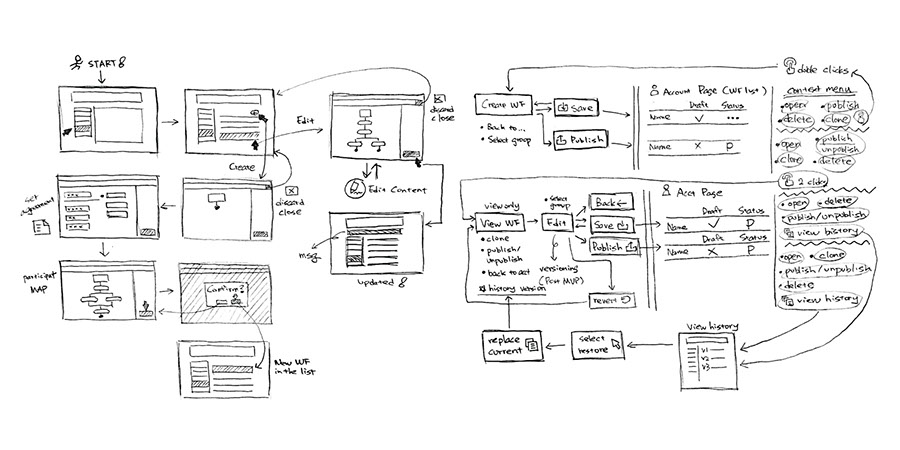 START
Edit
discard
close
Create
discard
close
Edit Content
msg
updated
set
assignment
participant
MAP
Confirm?
New WF
in the list
Create WF
• Back to...
• Select group
Save
Publish
Account Page (WF list)
Draft Status
Name ✓ ...
Name X P
double clicks
context menu
• open • publish
• delete • clone
• open • publish
unpublish
• clone • delete
2 clicks
• open • delete
• publish/unpublish
view history
• open • clone
• publish/unpublish
• delete
view history
view only
View WF
• clone
• publish/
unpublish
• back to act
history version
• select
group
Edit
versioning
(Post MVP)
Back ←
Save
Publish
revert
Acct Page
Draft Status
Name ✓ P
Draft Status
Name X P
replace
current
select
restore
View history
V1
V2
V3